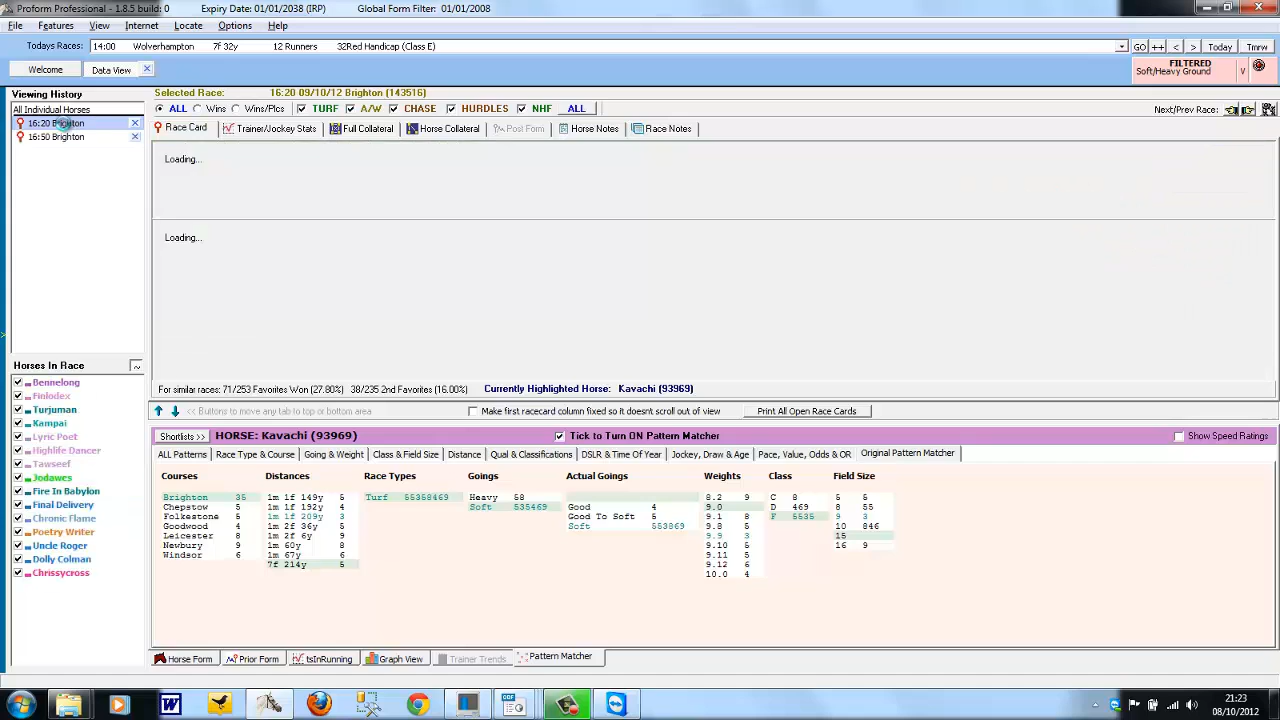 Proform Professional - 1.8.5 build: 0 Expiry Date: 01/01/2038 (IRP) Global Form Filter: 01/01/2008
File Features View Internet Locate Options Help
Todays Races: 14:00 Wolverhampton 7f 32y 12 Runners 32Red Handicap (Class E) GO ↔ < > Today Tmrw
Welcome Data View
FILTERED
Soft/Heavy Ground V
Viewing History
All Individual Horses
16:20 Brighton
16:50 Brighton
Selected Race: 16:20 09/10/12 Brighton (143516)
ALL Wins Wins/Plcs TURF A/W CHASE HURDLES NHF ALL Next/Prev Race:
Race Card Trainer/Jockey Stats Full Collateral Horse Collateral Post Form Horse Notes Race Notes
Loading...
Loading...
For similar races: 71/253 Favorites Won (27.80%) 38/235 2nd Favorites (16.00%) Currently Highlighted Horse: Kavachi (93969)
<< Buttons to move any tab to top or bottom area Make first racecard column fixed so it doesnt scroll out of view Print All Open Race Cards
Horses In Race
Bennelong
Finlodex
Turjuman
Kampai
Lyric Poet
Highlife Dancer
Tawseef
Jodawes
Fire In Babylon
Final Delivery
Chronic Flame
Poetry Writer
Uncle Roger
Dolly Colman
Chrissycross
Shortlists >> HORSE: Kavachi (93969) Tick to Turn ON Pattern Matcher Show Speed Ratings
ALL Patterns Race Type & Course Going & Weight Class & Field Size Distance Qual & Classifications DSLR & Time Of Year Jockey, Draw & Age Pace, Value, Odds & OR Original Pattern Matcher
Courses Distances Race Types Goings Actual Goings Weights Class Field Size
Brighton 35 1m 1f 149y 5 Turf 55358469 Heavy 58 8.2 9 C 8 5 5
Chepstow 5 1m 1f 192y 4 Soft 535469 Good 4 9.0 D 469 8 55
Folkestone 5 1m 1f 209y 3 Good To Soft 5 9.1 8 F 5535 9 3
Goodwood 4 1m 2f 36y 5 Soft 553869 9.8 5 10 846
Leicester 3 1m 2f 6y 5 9.9 3 15
Newbury 8 1m 60y 8 9.10 5 16 9
Windsor 6 1m 67y 6 9.11 5
7f 214y 5 9.12 6
10.0 4
Horse Form Prior Form tsInRunning Graph View Trainer Trends Pattern Matcher
21:23
08/10/2012